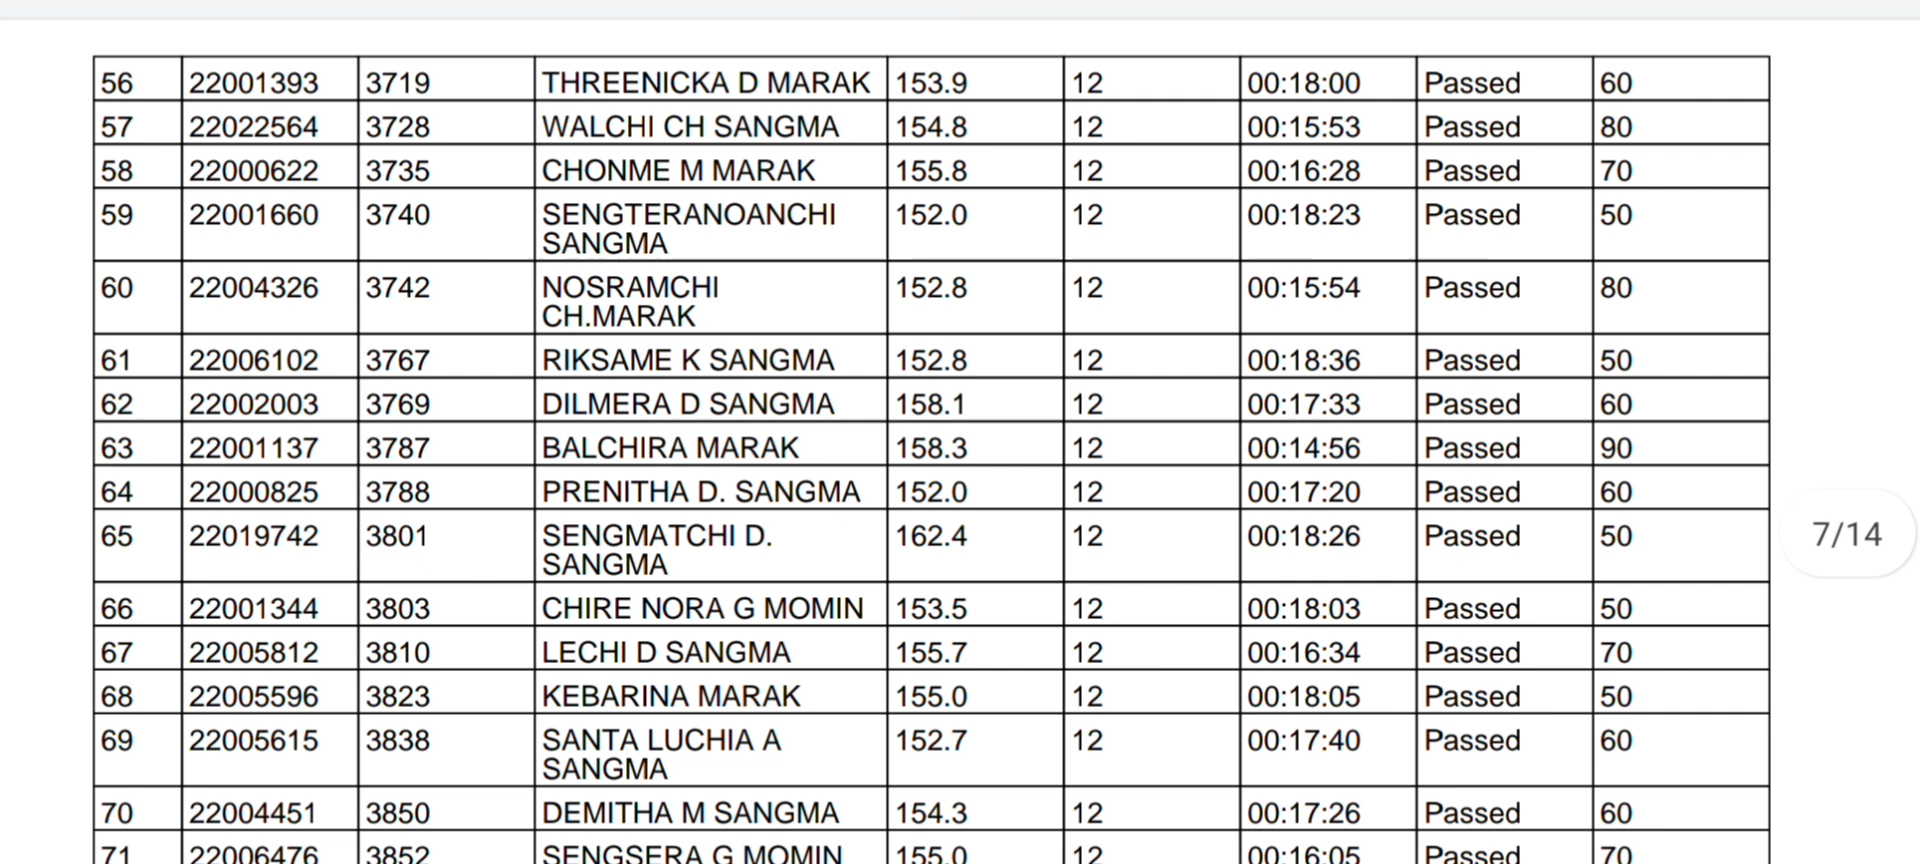 56 22001393 3719 THREENICKA D MARAK 153.9 12 00:18:00 Passed 60
57 22022564 3728 WALCHI CH SANGMA 154.8 12 00:15:53 Passed 80
58 22000622 3735 CHONME M MARAK 155.8 12 00:16:28 Passed 70
59 22001660 3740 SENGTERANOANCHI 152.0 12 00:18:23 Passed 50
SANGMA
60 22004326 3742 NOSRAMCHI 152.8 12 00:15:54 Passed 80
CH.MARAK
61 22006102 3767 RIKSAME K SANGMA 152.8 12 00:18:36 Passed 50
62 22002003 3769 DILMERA D SANGMA 158.1 12 00:17:33 Passed 60
63 22001137 3787 BALCHIRA MARAK 158.3 12 00:14:56 Passed 90
64 22000825 3788 PRENITHA D. SANGMA 152.0 12 00:17:20 Passed 60
65 22019742 3801 SENGMATCHI D. 162.4 12 00:18:26 Passed 50
SANGMA
7/14
66 22001344 3803 CHIRE NORA G MOMIN 153.5 12 00:18:03 Passed 50
67 22005812 3810 LECHI D SANGMA 155.7 12 00:16:34 Passed 70
68 22005596 3823 KEBARINA MARAK 155.0 12 00:18:05 Passed 50
69 22005615 3838 SANTA LUCHIA A 152.7 12 00:17:40 Passed 60
SANGMA
70 22004451 3850 DEMITHA M SANGMA 154.3 12 00:17:26 Passed 60
71 22006476 3852 SENGSERA G MOMIN 155.0 12 00:16:05 Passed 70